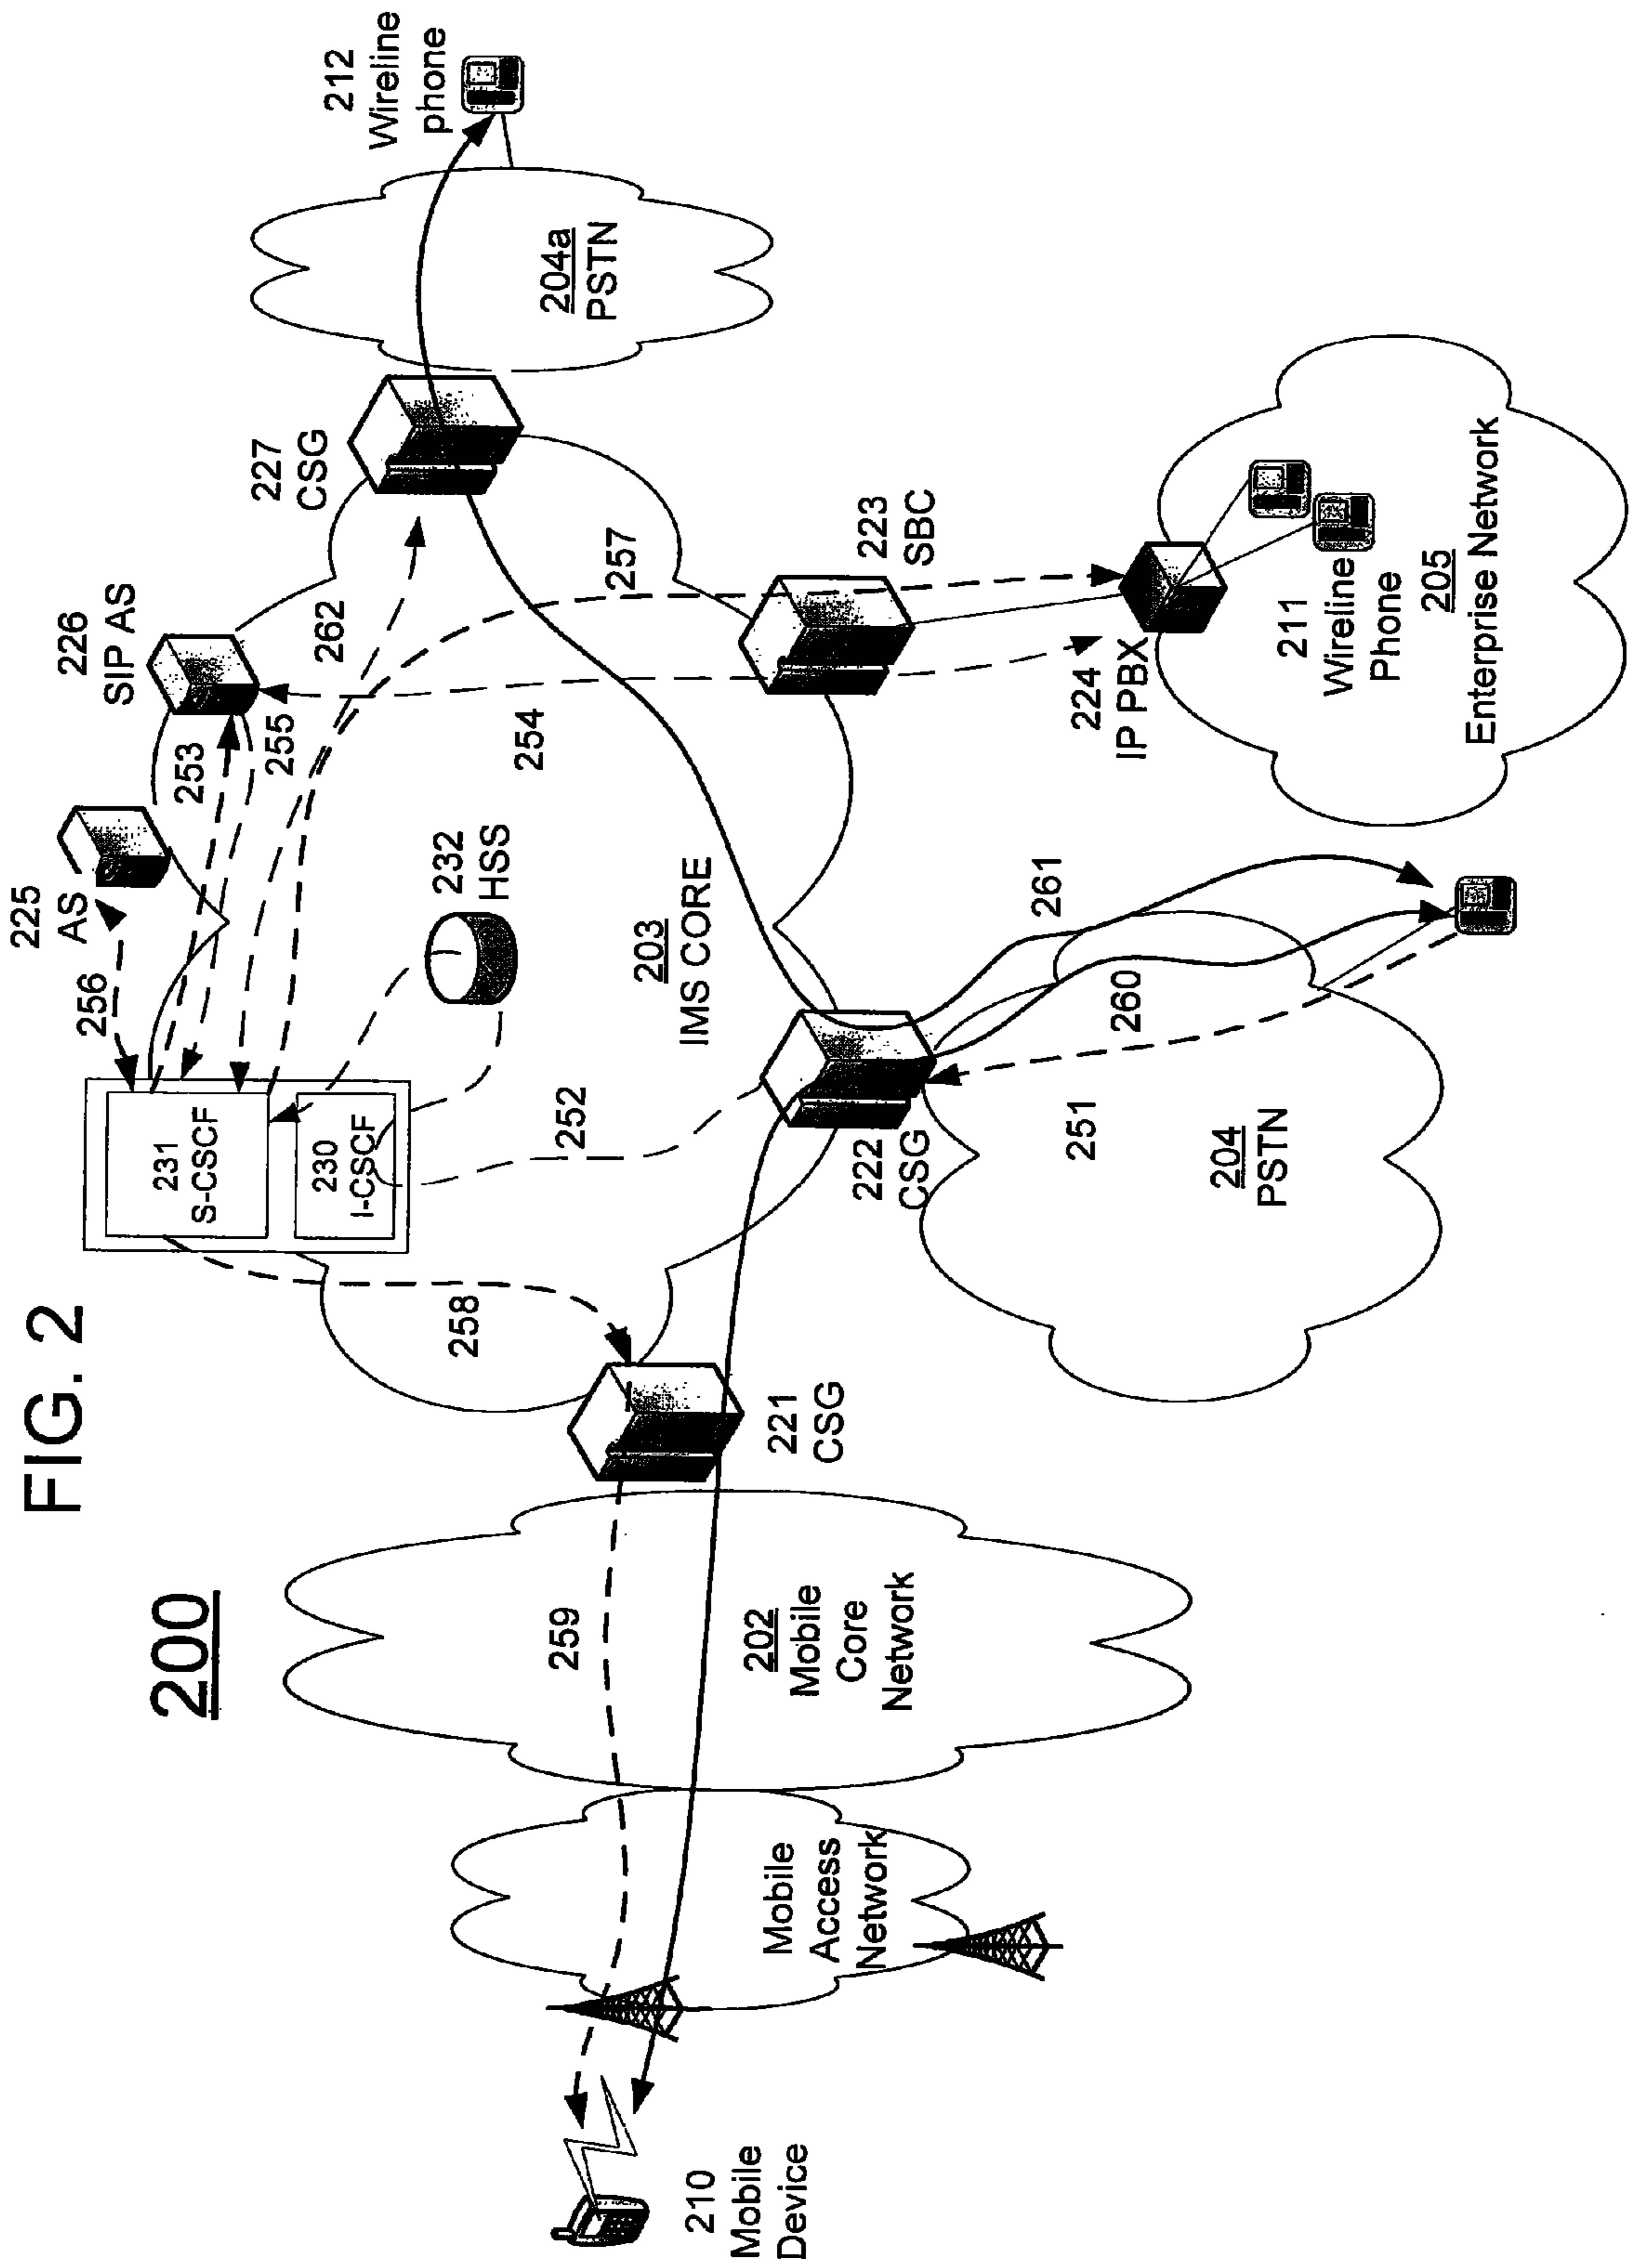 FIG. 2
200
225
AS
226
SIP AS
227
CSG
212
Wireline
phone
256
253
255
262
231
S-CSCF
230
I-CSCF
232
HSS
204a
PSTN
258
252
254
257
203
IMS CORE
223
SBC
259
221
CSG
222
CSG
224
IP PBX
211
Wireline
Phone
205
Enterprise Network
202
Mobile
Core
Network
Mobile
Access
Network
251
260
261
204
PSTN
210
Mobile
Device